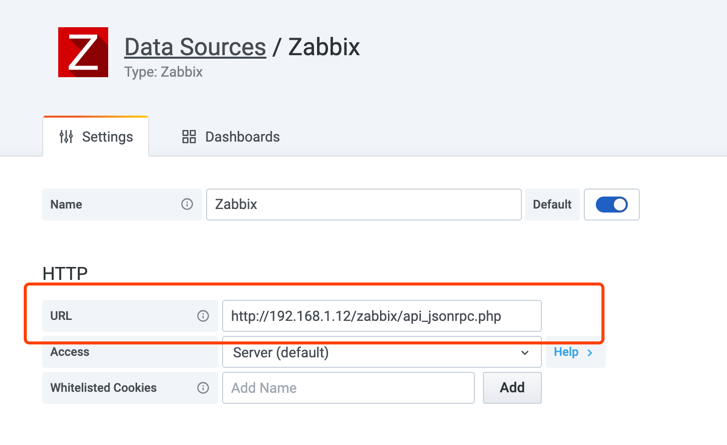 Z
Data Sources / Zabbix
Type: Zabbix
Settings
Dashboards
Name
Zabbix
Default
HTTP
URL
http://192.168.1.12/zabbix/api_jsonrpc.php
Access
Server (default)
Help >
Whitelisted Cookies
Add Name
Add